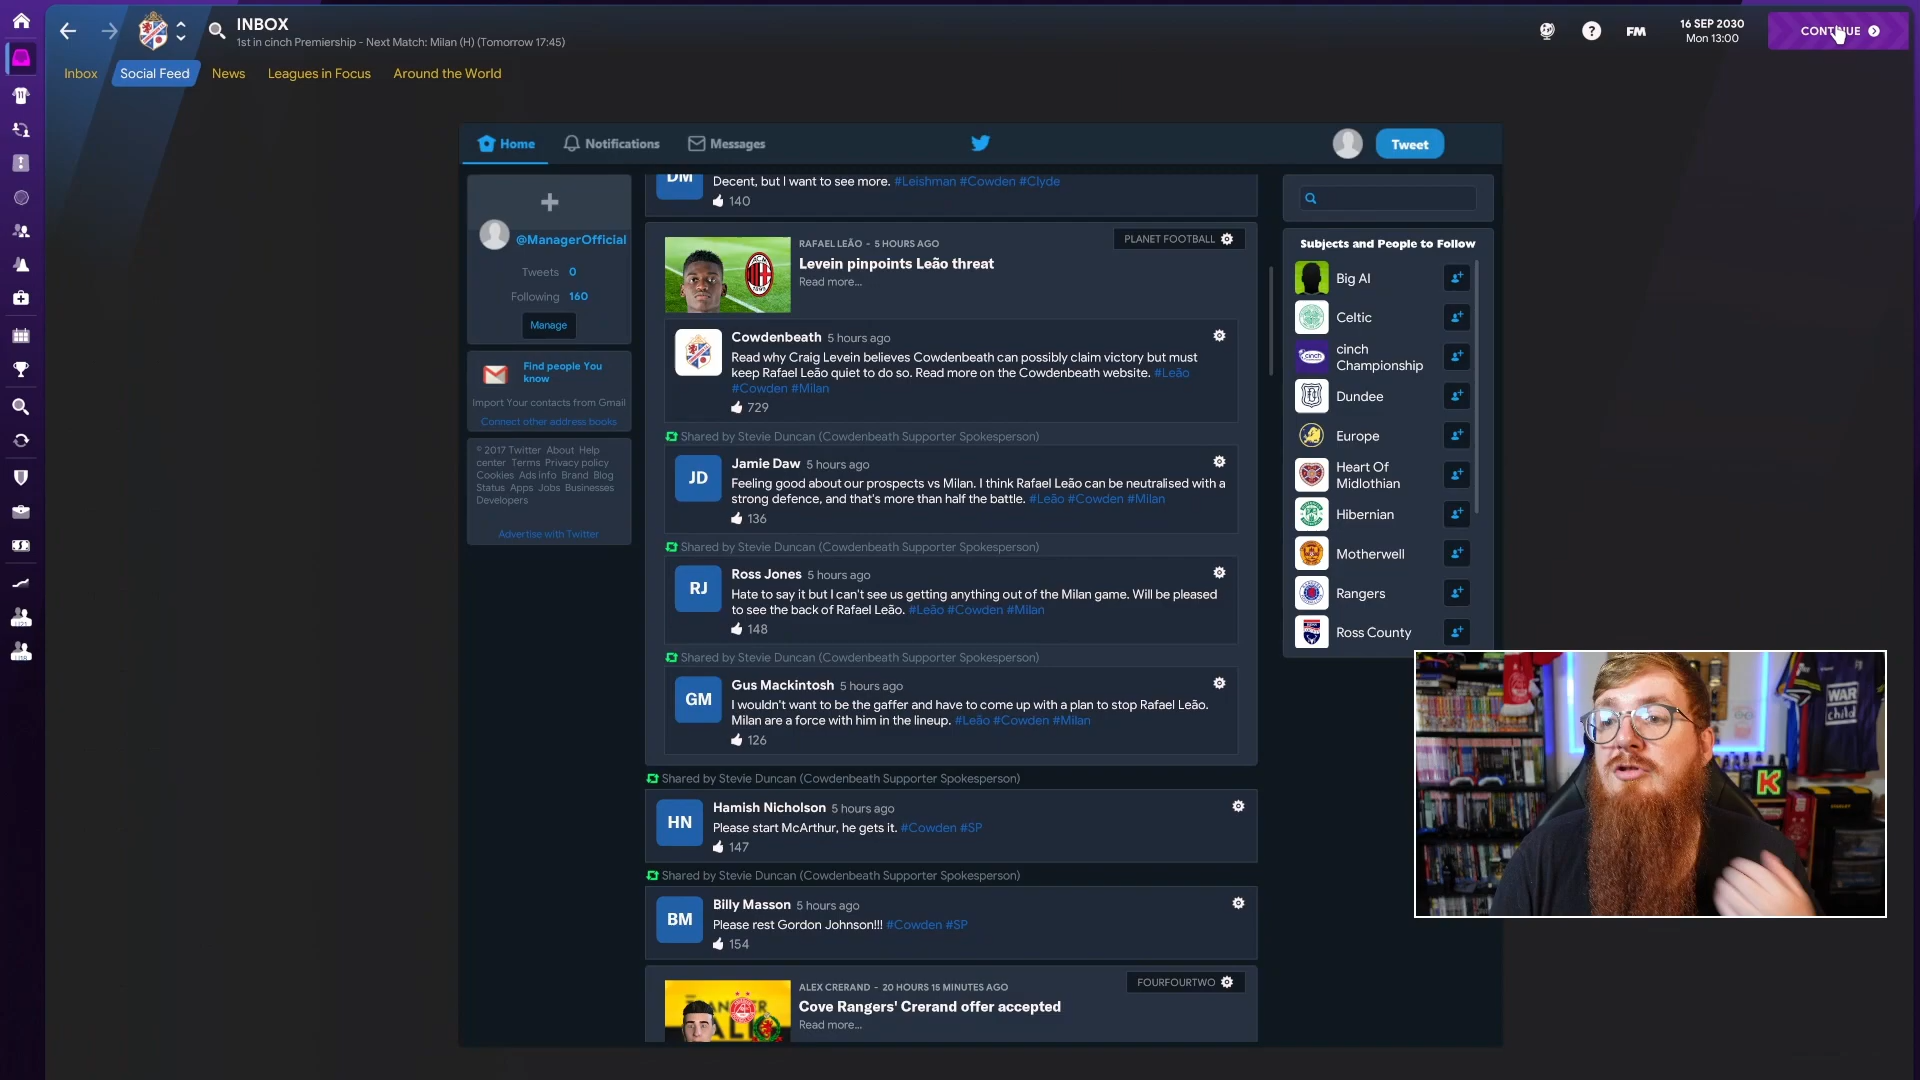 INBOX
1st in cinch Premiership - Next Match: Milan (H) (Tomorrow 17:45)
FM
16 SEP 2030
Mon 13:00
CONTINUE
Inbox
Social Feed
News
Leagues in Focus
Around the World
Home
Notifications
Messages
Tweet
@ManagerOfficial
Tweets 0
Following 160
Manage
Find people You
know
Import Your contacts from Gmail
Connect other address books
© 2017 Twitter About Help
center Terms Privacy policy
Cookies Ads info Brand Blog
Status Apps Jobs Businesses
Developers
Advertise with Twitter
DM
Decent, but I want to see more. #Leishman #Cowden #Clyde
140
RAFAEL LEÃO - 5 HOURS AGO
PLANET FOOTBALL
Levein pinpoints Leão threat
Read more...
Cowdenbeath 5 hours ago
Read why Craig Levein believes Cowdenbeath can possibly claim victory but must
keep Rafael Leão quiet to do so. Read more on the Cowdenbeath website. #Leão
#Cowden #Milan
729
Shared by Stevie Duncan (Cowdenbeath Supporter Spokesperson)
JD
Jamie Daw 5 hours ago
Feeling good about our prospects vs Milan. I think Rafael Leão can be neutralised with a
strong defence, and that's more than half the battle. #Leão #Cowden #Milan
136
Shared by Stevie Duncan (Cowdenbeath Supporter Spokesperson)
RJ
Ross Jones 5 hours ago
Hate to say it but I can't see us getting anything out of the Milan game. Will be pleased
to see the back of Rafael Leão. #Leão #Cowden #Milan
148
Shared by Stevie Duncan (Cowdenbeath Supporter Spokesperson)
GM
Gus Mackintosh 5 hours ago
I wouldn't want to be the gaffer and have to come up with a plan to stop Rafael Leão.
Milan are a force with him in the lineup. #Leão #Cowden #Milan
126
Shared by Stevie Duncan (Cowdenbeath Supporter Spokesperson)
HN
Hamish Nicholson 5 hours ago
Please start McArthur, he gets it. #Cowden #SP
147
Shared by Stevie Duncan (Cowdenbeath Supporter Spokesperson)
BM
Billy Masson 5 hours ago
Please rest Gordon Johnson!!! #Cowden #SP
154
ALEX CRERAND - 20 HOURS 15 MINUTES AGO
FOURFOURTWO
Cove Rangers' Crerand offer accepted
Read more...
Subjects and People to Follow
Big Al
Celtic
cinch
Championship
Dundee
Europe
Heart Of
Midlothian
Hibernian
Motherwell
Rangers
Ross County
WAR
child
K